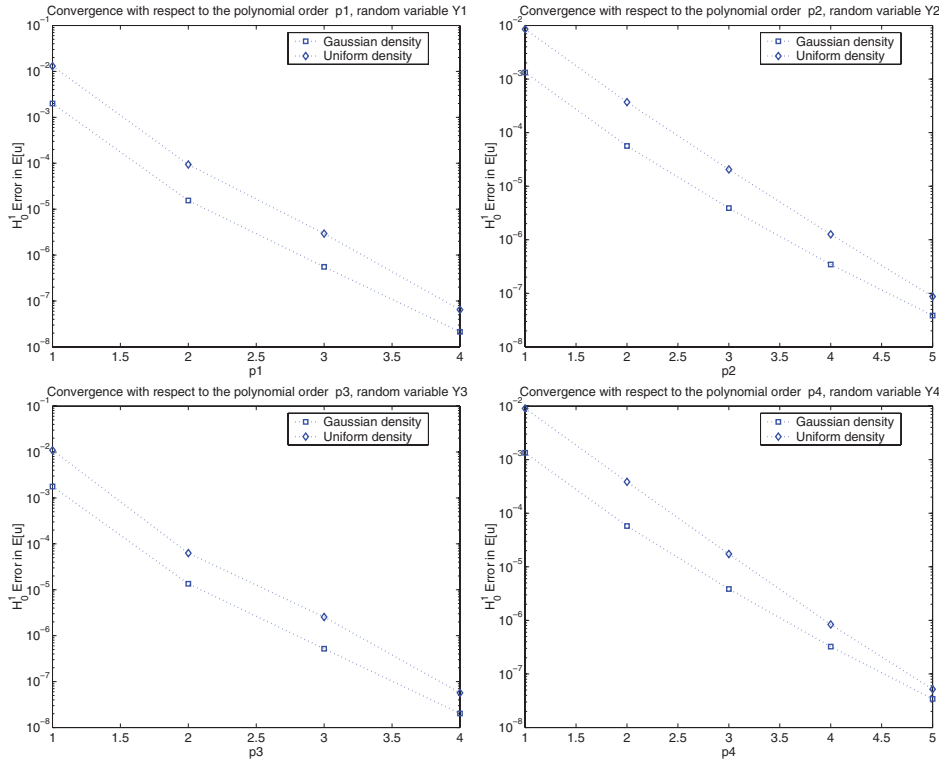 Convergence with respect to the polynomial order p1, random variable Y1
10^-1
10^-2
10^-3
10^-4
10^-5
10^-6
10^-7
10^-8
H_0^1 Error in E[u]
Gaussian density
Uniform density
1 1.5 2 2.5 3 3.5 4
p1
Convergence with respect to the polynomial order p2, random variable Y2
10^-2
10^-3
10^-4
10^-5
10^-6
10^-7
10^-8
H_0^1 Error in E[u]
Gaussian density
Uniform density
1 1.5 2 2.5 3 3.5 4 4.5 5
p2
Convergence with respect to the polynomial order p3, random variable Y3
10^-1
10^-2
10^-3
10^-4
10^-5
10^-6
10^-7
10^-8
H_0^1 Error in E[u]
Gaussian density
Uniform density
1 1.5 2 2.5 3 3.5 4
p3
Convergence with respect to the polynomial order p4, random variable Y4
10^-2
10^-3
10^-4
10^-5
10^-6
10^-7
10^-8
H_0^1 Error in E[u]
Gaussian density
Uniform density
1 1.5 2 2.5 3 3.5 4 4.5 5
p4